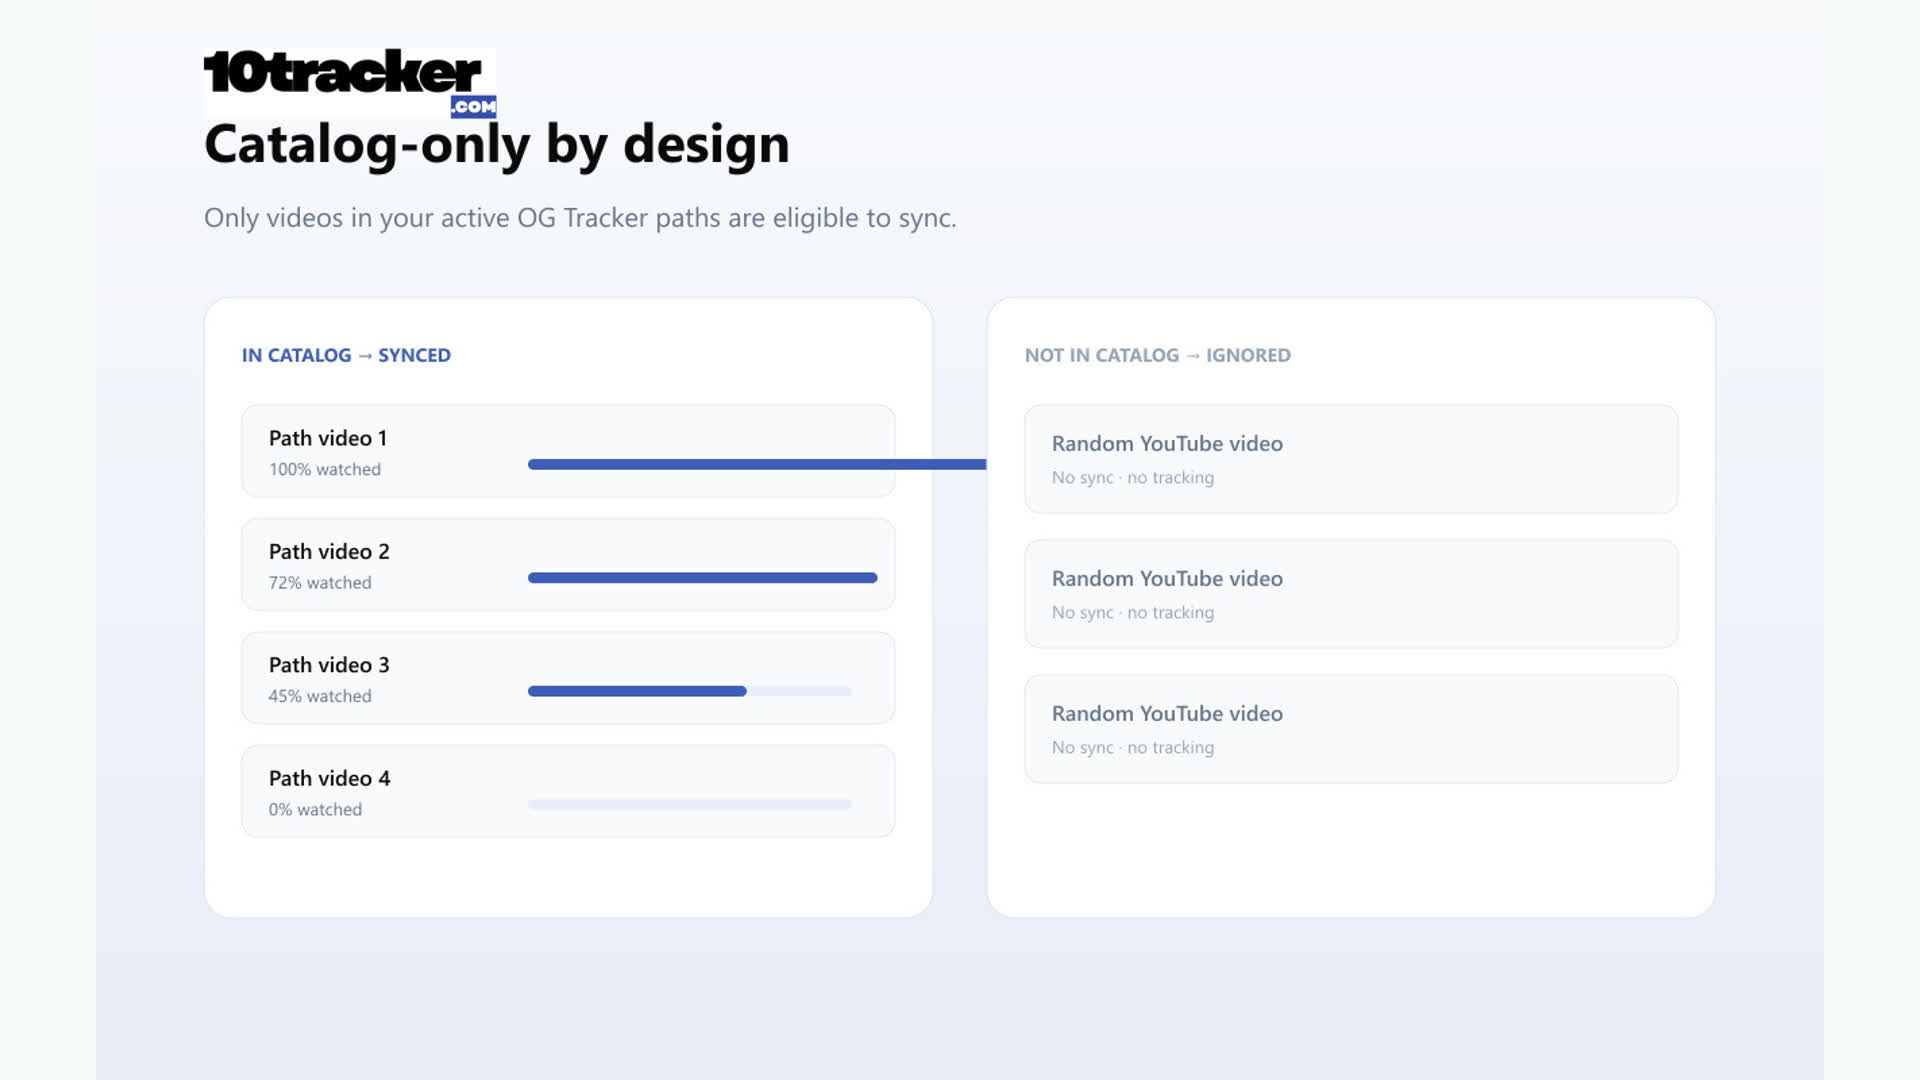 10tracker
.COM
Catalog-only by design
Only videos in your active OG Tracker paths are eligible to sync.
IN CATALOG → SYNCED
Path video 1
100% watched
Path video 2
72% watched
Path video 3
45% watched
Path video 4
0% watched
NOT IN CATALOG → IGNORED
Random YouTube video
No sync · no tracking
Random YouTube video
No sync · no tracking
Random YouTube video
No sync · no tracking